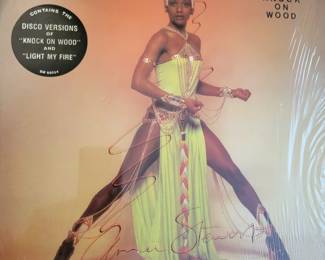 CONTAINS THE
DISCO VERSIONS
OF
"KNOCK ON WOOD"
AND
"LIGHT MY FIRE"
KNOCK
ON
WOOD